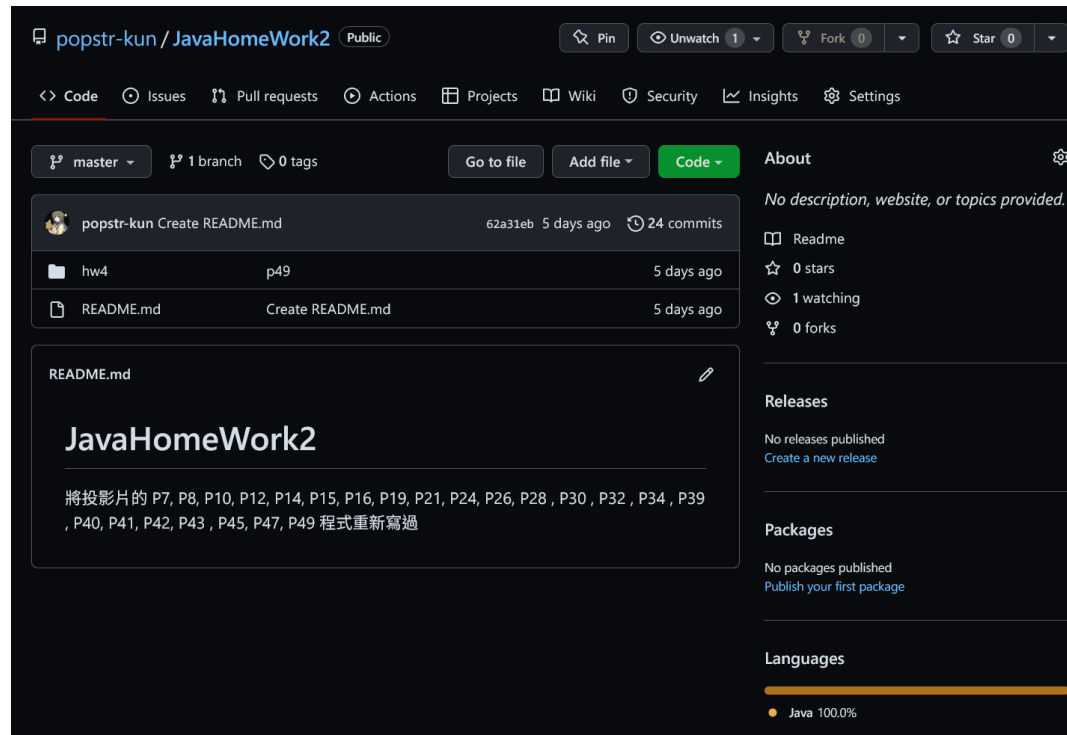 popstr-kun / JavaHomeWork2 Public
Pin Unwatch 1 Fork 0 Star 0
<> Code Issues Pull requests Actions Projects Wiki Security Insights Settings
master 1 branch 0 tags Go to file Add file Code
popstr-kun Create README.md 62a31eb 5 days ago 24 commits
hw4 p49 5 days ago
README.md Create README.md 5 days ago
README.md
JavaHomeWork2
將投影片的 P7, P8, P10, P12, P14, P15, P16, P19, P21, P24, P26, P28 , P30 , P32 , P34 , P39
, P40, P41, P42, P43 , P45, P47, P49 程式重新寫過
About
No description, website, or topics provided.
Readme
0 stars
1 watching
0 forks
Releases
No releases published
Create a new release
Packages
No packages published
Publish your first package
Languages
Java 100.0%